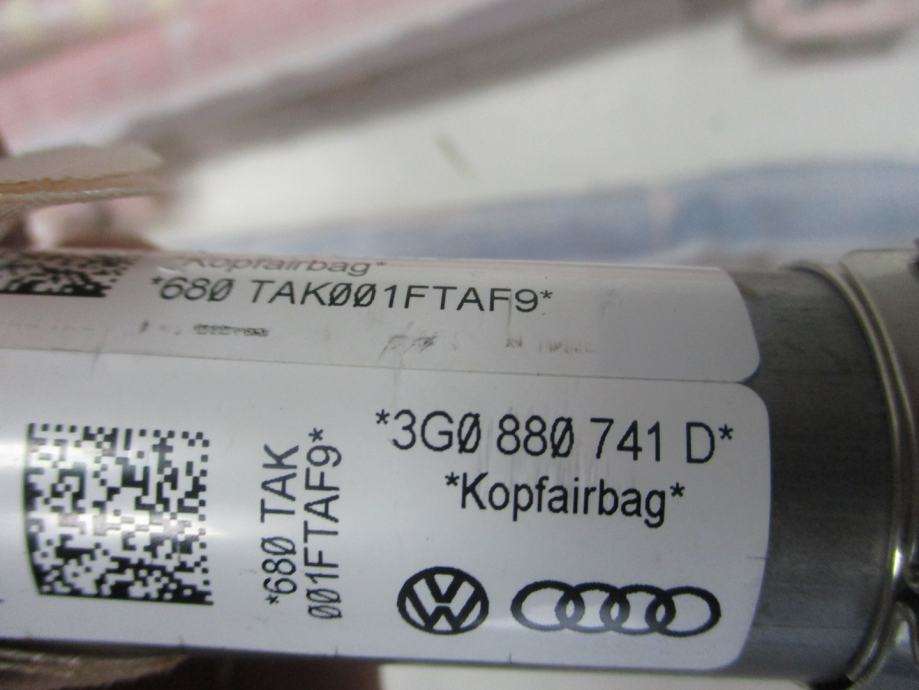 *Kopfairbag*
*680 TAK001FTAF9*
*3G0 880 741 D*
*Kopfairbag*
*680 TAK
001FTAF9*